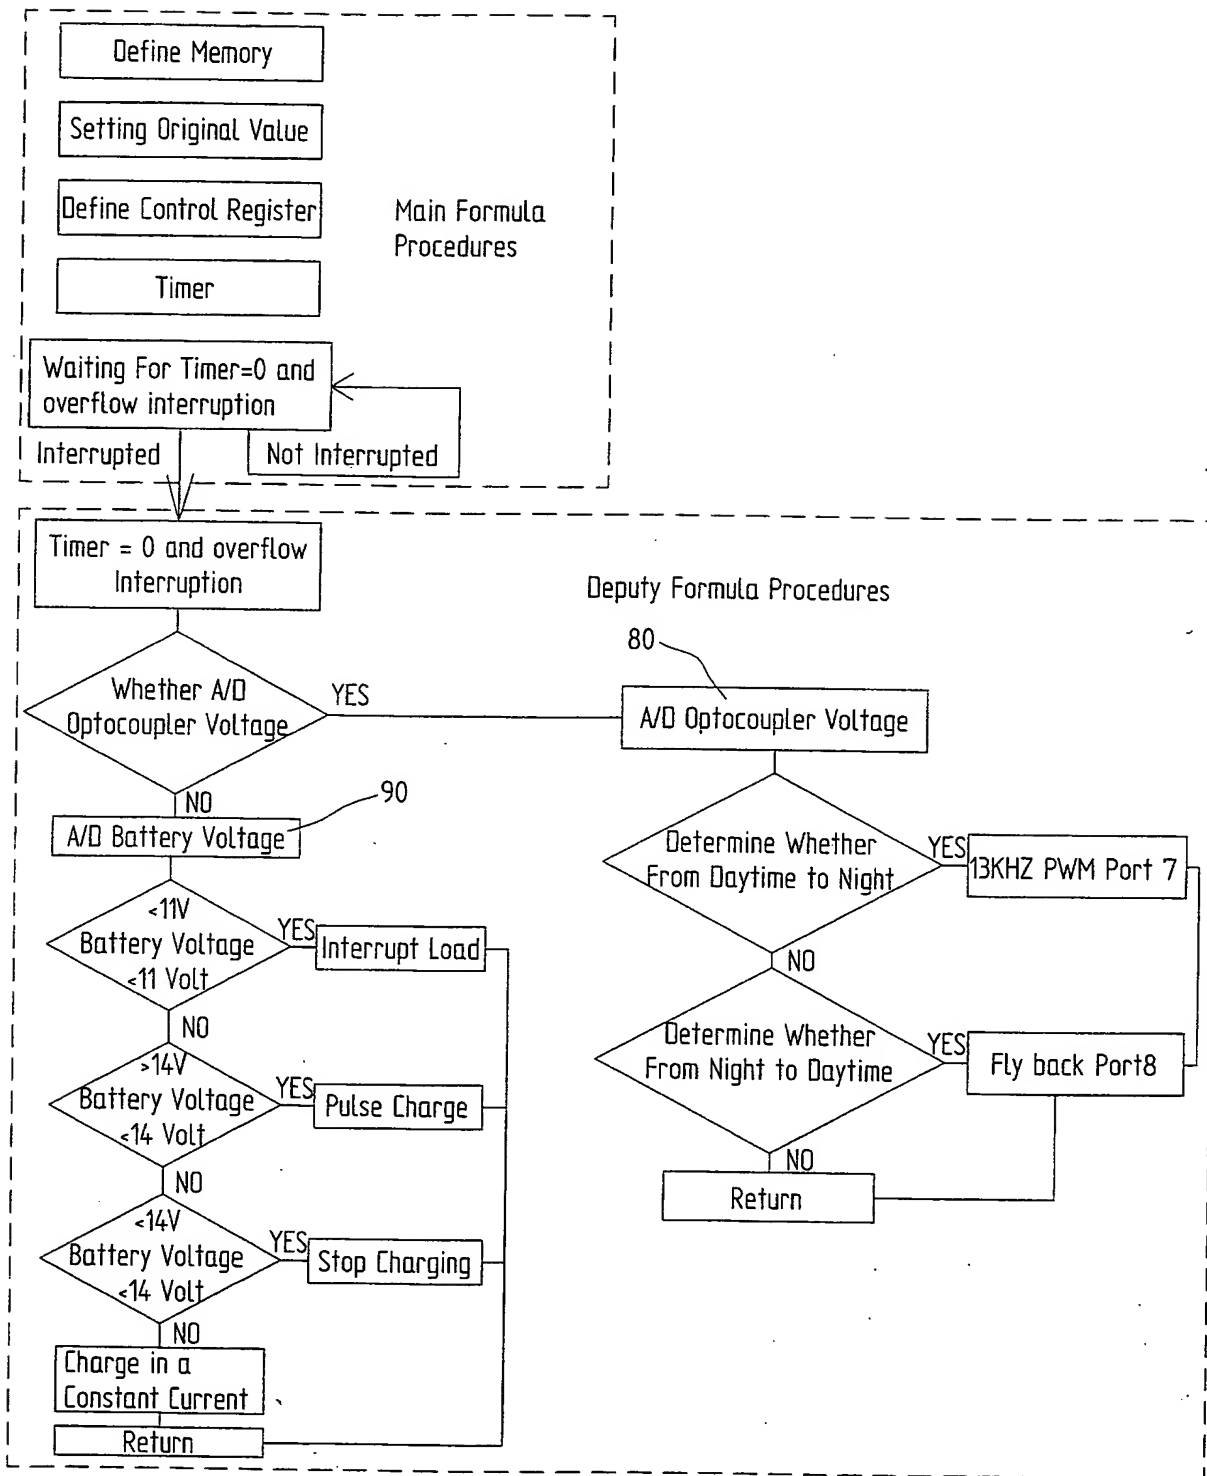 Define Memory
Setting Original Value
Define Control Register
Main Formula
Procedures
Timer
Waiting For Timer=0 and
overflow interruption
Interrupted
Not Interrupted
Timer = 0 and overflow
Interruption
Deputy Formula Procedures
80
Whether A/D
Optocoupler Voltage
YES
A/D Optocoupler Voltage
NO
90
A/D Battery Voltage
Determine Whether
From Daytime to Night
YES
13KHZ PWM Port 7
<11V
Battery Voltage
<11 Volt
YES
Interrupt Load
NO
NO
Determine Whether
From Night to Daytime
YES
Fly back Port8
>14V
Battery Voltage
<14 Volt
YES
Pulse Charge
NO
NO
Return
<14V
Battery Voltage
<14 Volt
YES
Stop Charging
NO
Charge in a
Constant Current
Return